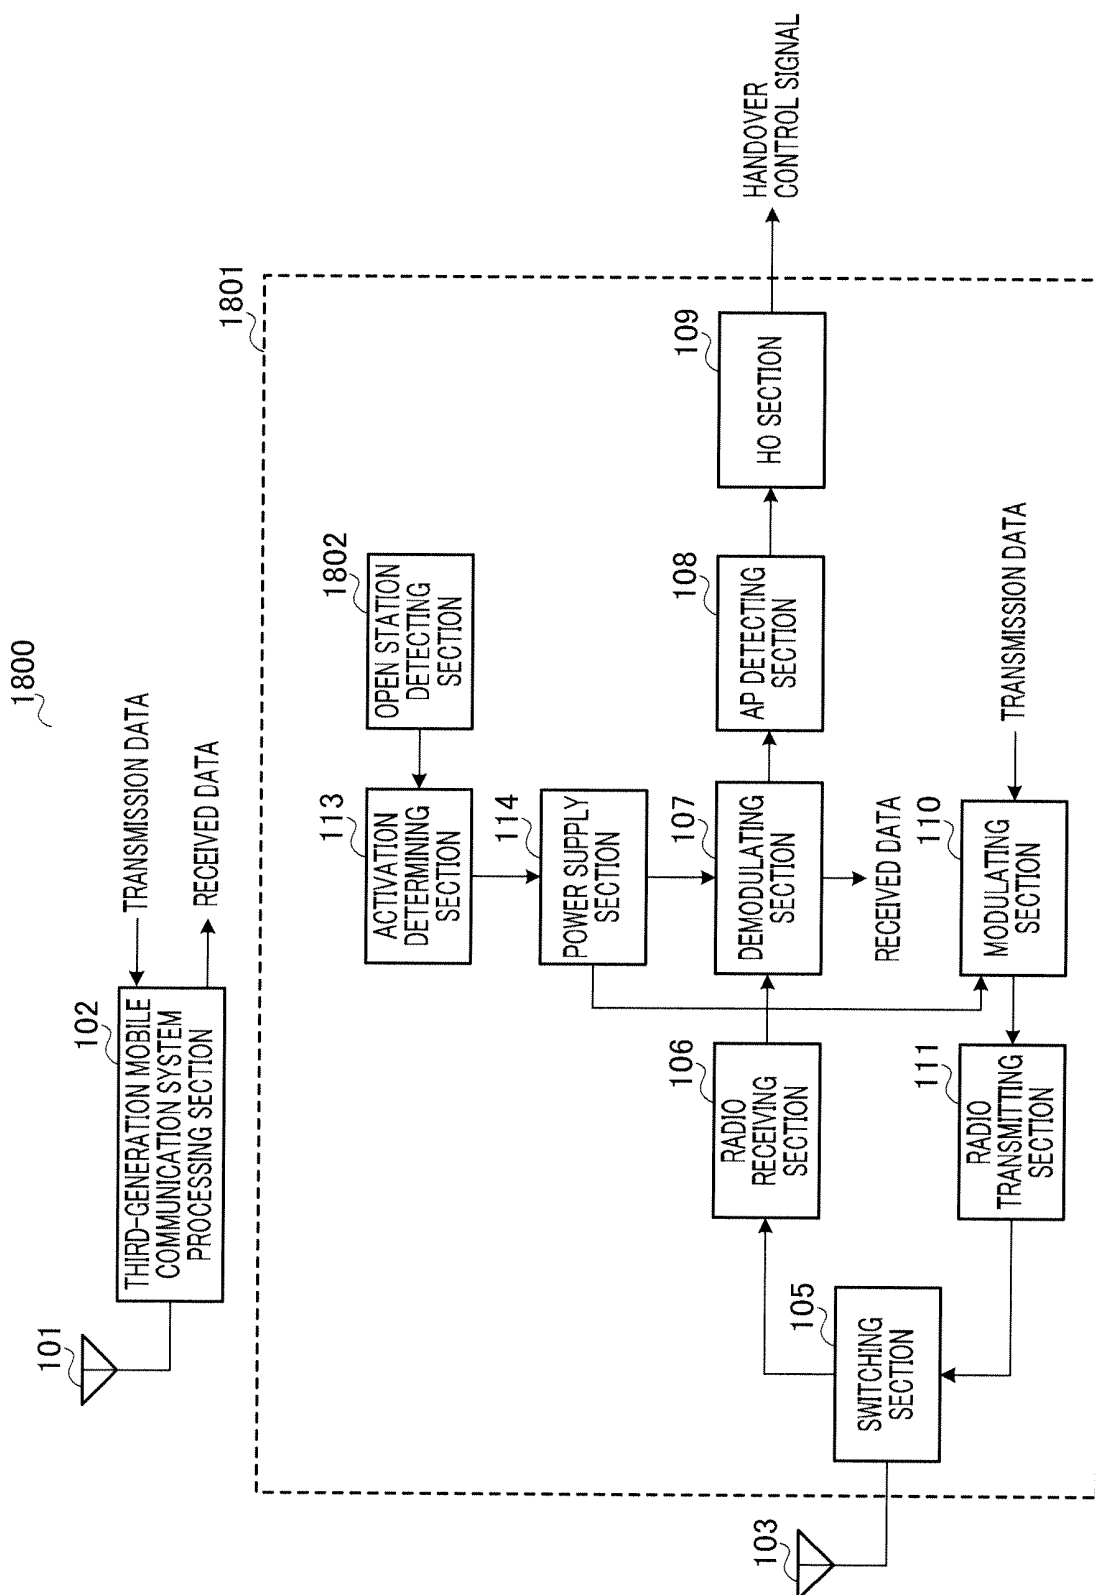 1800
101
102
THIRD-GENERATION MOBILE
COMMUNICATION SYSTEM
PROCESSING SECTION
TRANSMISSION DATA
RECEIVED DATA
1801
113
ACTIVATION
DETERMINING
SECTION
1802
OPEN STATION
DETECTING
SECTION
114
POWER SUPPLY
SECTION
103
105
SWITCHING
SECTION
106
RADIO
RECEIVING
SECTION
107
DEMODULATING
SECTION
108
AP DETECTING
SECTION
109
HO SECTION
HANDOVER
CONTROL SIGNAL
RECEIVED DATA
111
RADIO
TRANSMITTING
SECTION
110
MODULATING
SECTION
TRANSMISSION DATA